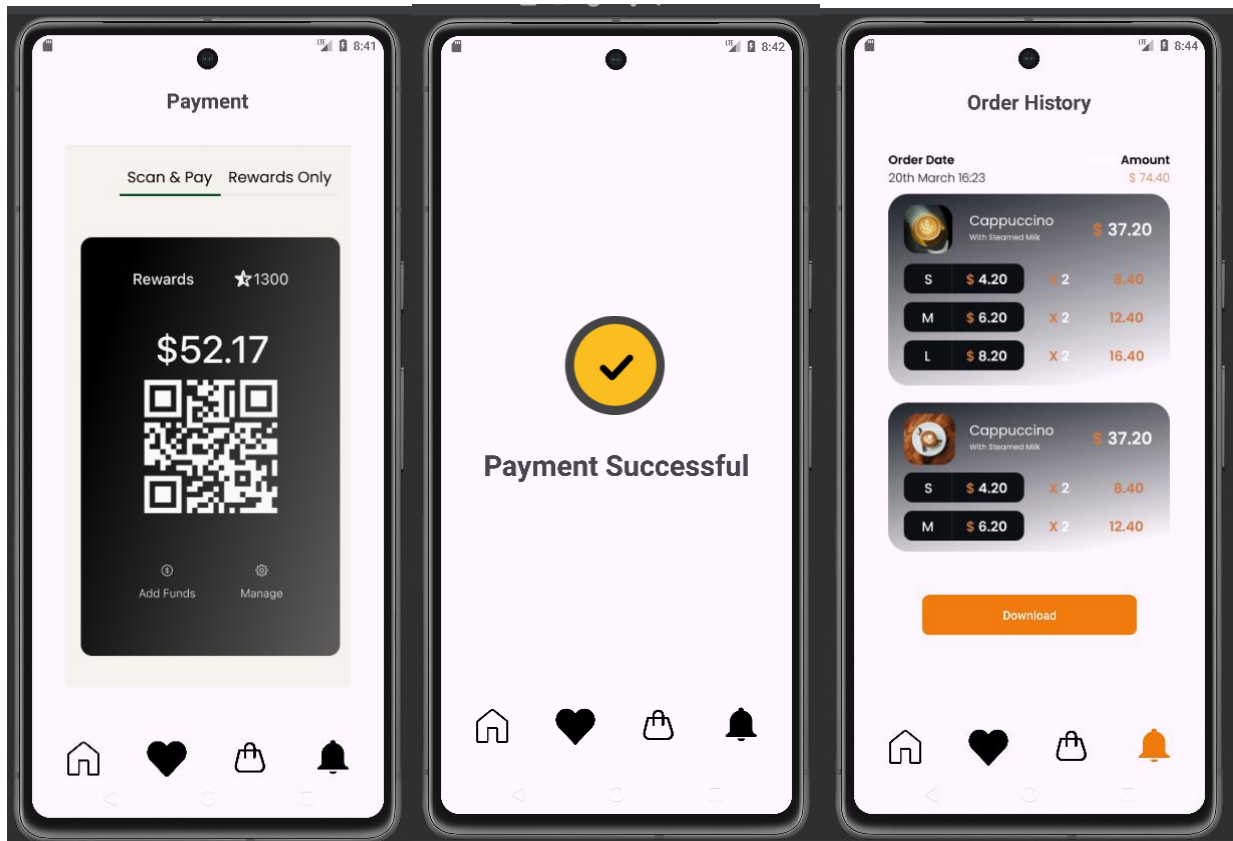 LTE 8:41
Payment
Scan & Pay Rewards Only
Rewards 1300
$52.17
Add Funds
Manage
LTE 8:42
Payment Successful
LTE 8:44
Order History
Order Date Amount
20th March 16:23 $ 74.40
Cappuccino
With Steamed Milk
$ 37.20
S $ 4.20 X 2 8.40
M $ 6.20 X 2 12.40
L $ 8.20 X 2 16.40
Cappuccino
With Steamed Milk
$ 37.20
S $ 4.20 X 2 8.40
M $ 6.20 X 2 12.40
Download